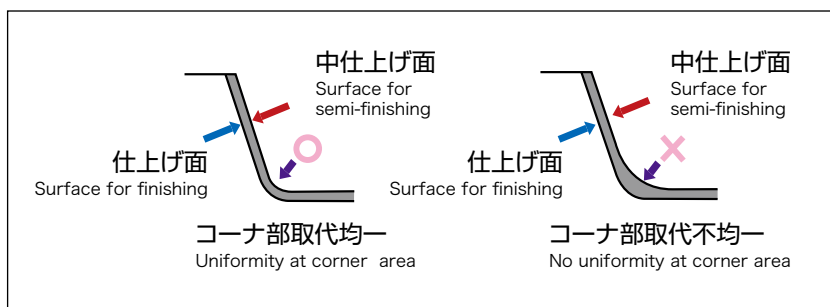 中仕上げ面
Surface for
semi-finishing
仕上げ面
Surface for finishing
コーナ部取代均一
Uniformity at corner area
中仕上げ面
Surface for
semi-finishing
仕上げ面
Surface for finishing
コーナ部取代不均一
No uniformity at corner area